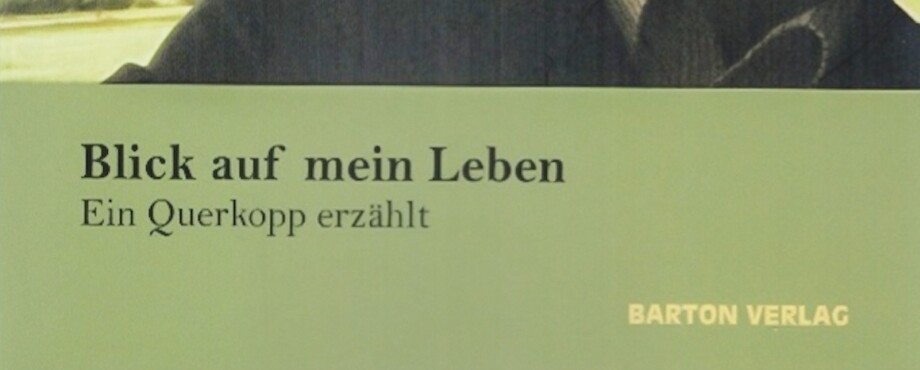 Blick auf mein Leben
Ein Querkopp erzählt
BARTON VERLAG